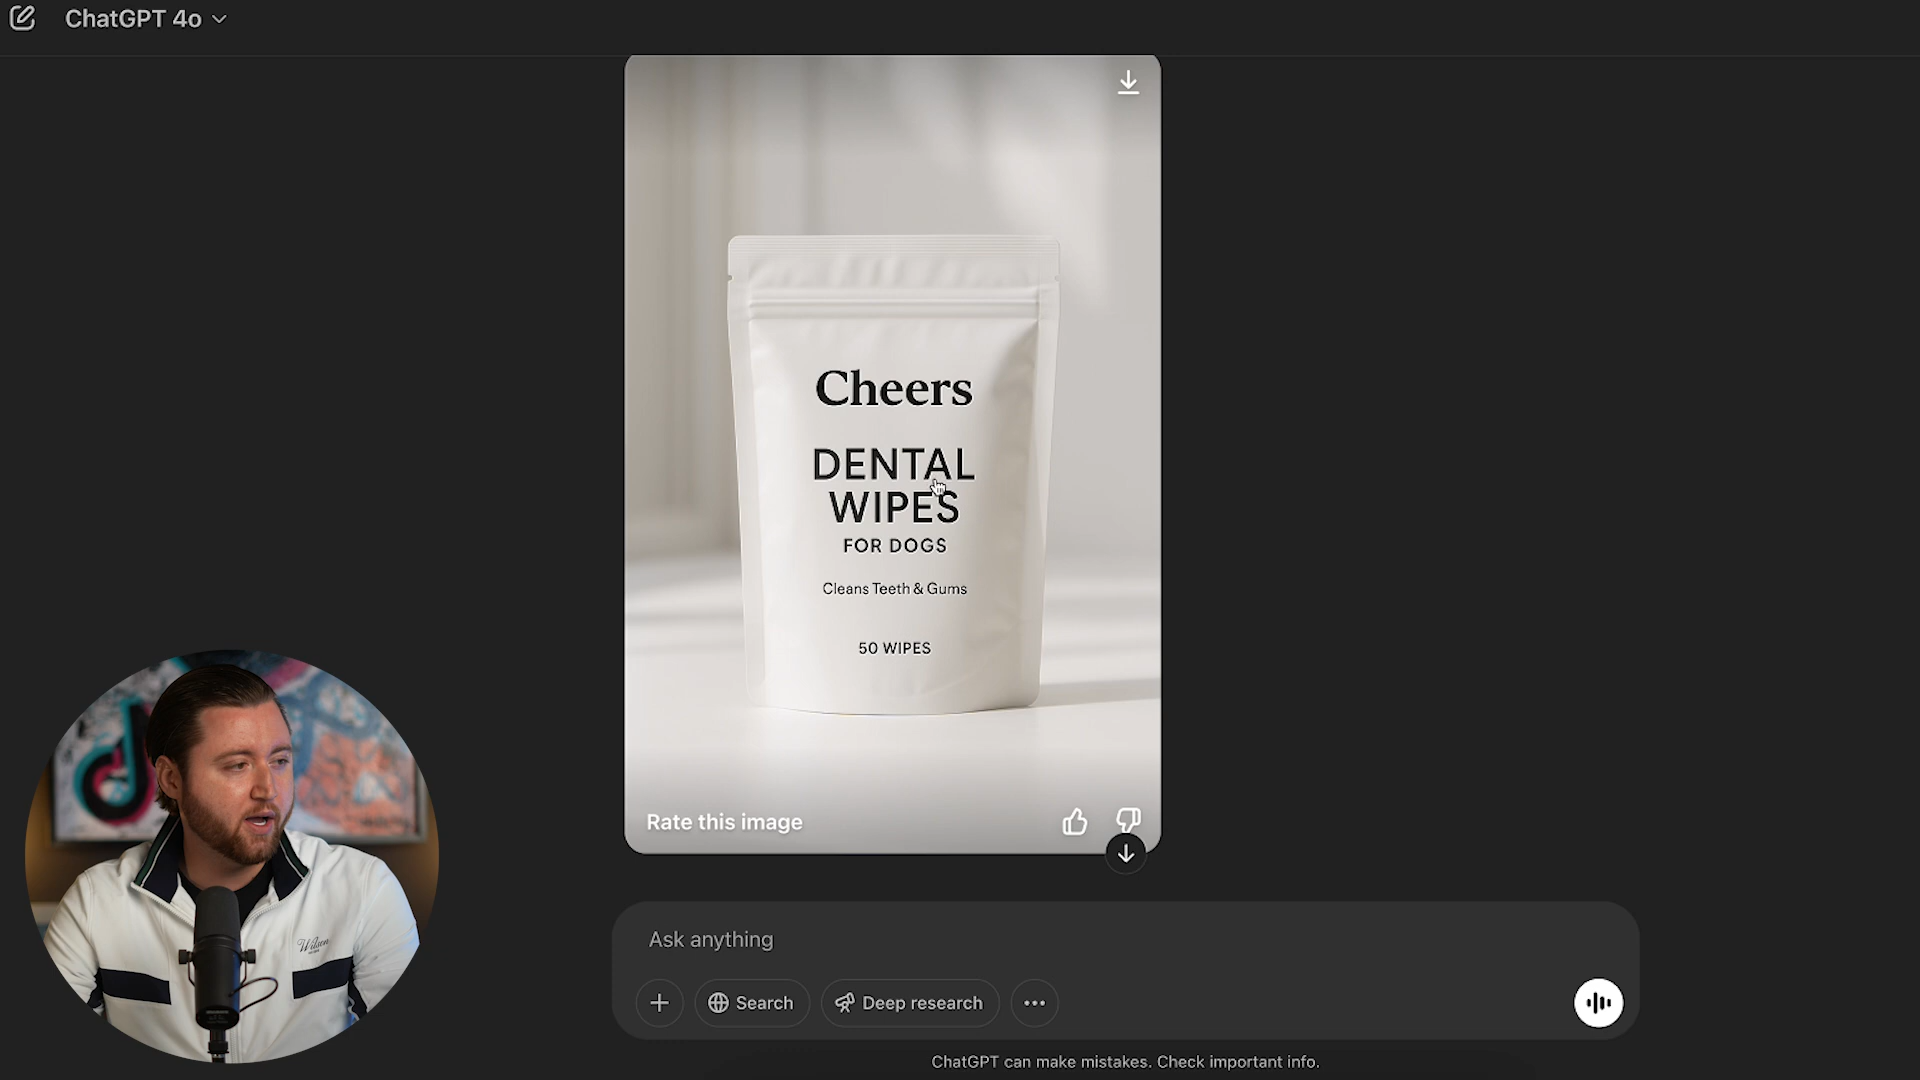 ChatGPT 4o
Cheers
DENTAL
WIPES
FOR DOGS
Cleans Teeth & Gums
50 WIPES
Rate this image
Wilson
Ask anything
Search
Deep research
ChatGPT can make mistakes. Check important info.